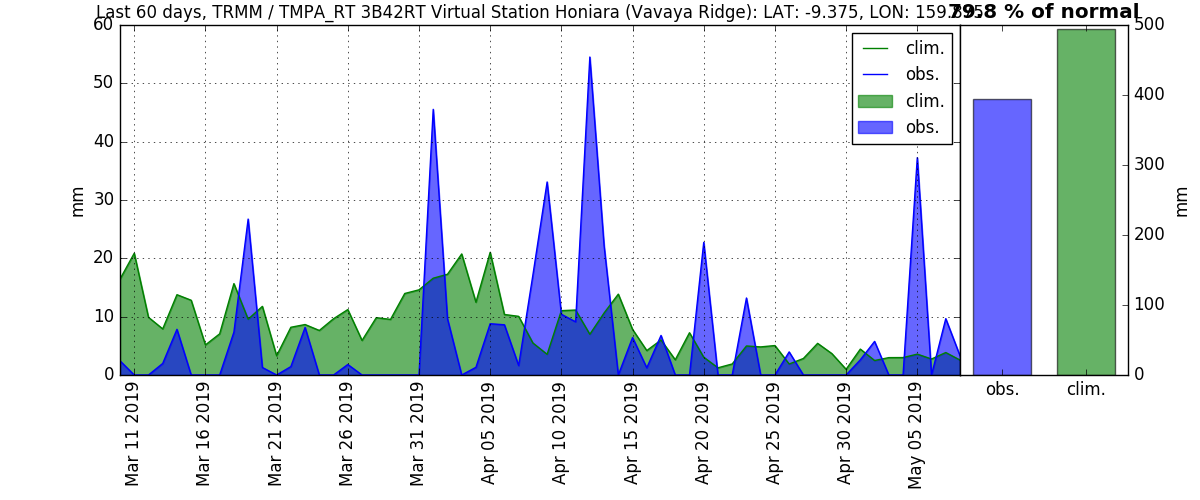 Last 60 days, TRMM / TMPA_RT 3B42RT Virtual Station Honiara (Vavaya Ridge): LAT: -9.375, LON:
79.8 % of normal
60
50
40
30
20
10
0
mm
clim.
obs.
clim.
obs.
500
400
300
200
100
0
mm
Mar 11 2019
Mar 16 2019
Mar 21 2019
Mar 26 2019
Mar 31 2019
Apr 05 2019
Apr 10 2019
Apr 15 2019
Apr 20 2019
Apr 25 2019
Apr 30 2019
May 05 2019
obs.
clim.